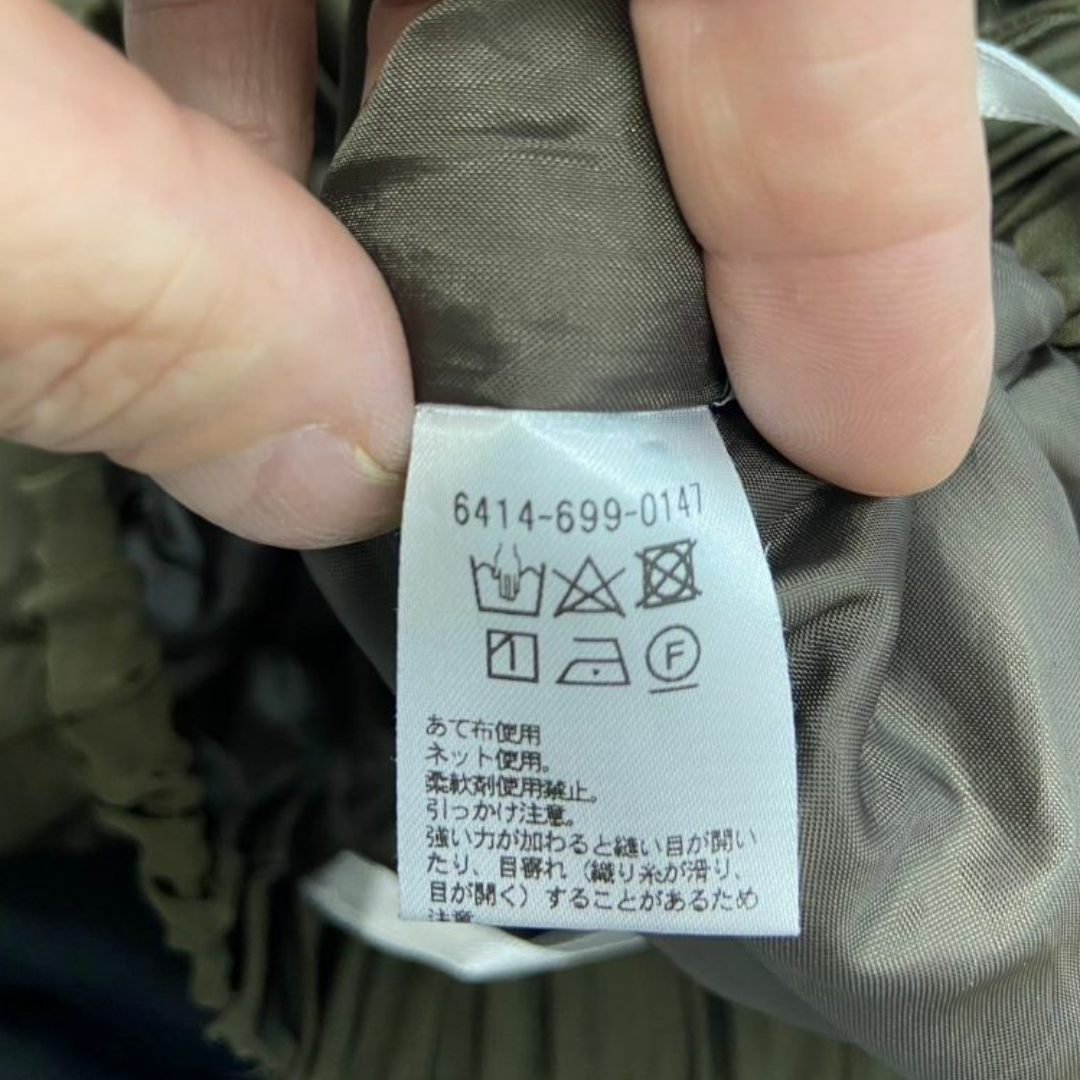 6414-699-0147
F
あて布使用
ネット使用。
柔軟剤使用禁止。
引っかけ注意。
強い力が加わると縫い目が開い
たり、目寄れ（織り糸が滑り、
目が開く）することがあるため
注意